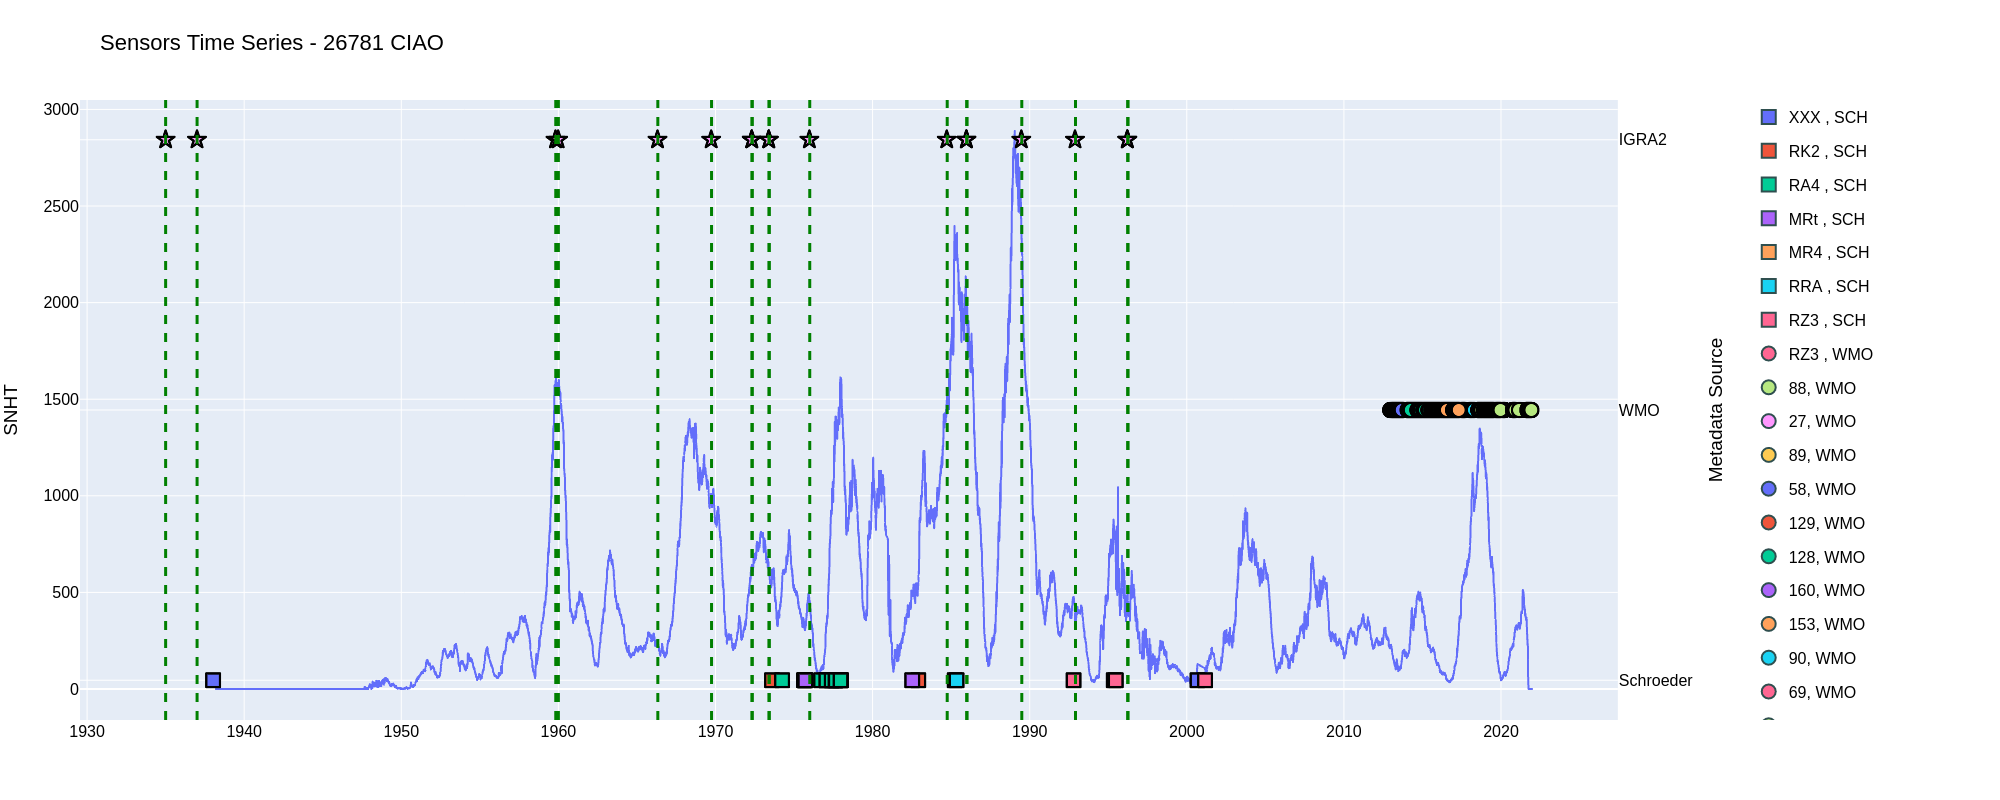 Sensors Time Series - 26781 CIAO
SNHT
3000
2500
2000
1500
1000
500
0
1930
1940
1950
1960
1970
1980
1990
2000
2010
2020
IGRA2
WMO
Schroeder
Metadata Source
XXX , SCH
RK2 , SCH
RA4 , SCH
MRt , SCH
MR4 , SCH
RRA , SCH
RZ3 , SCH
RZ3 , WMO
88, WMO
27, WMO
89, WMO
58, WMO
129, WMO
128, WMO
160, WMO
153, WMO
90, WMO
69, WMO